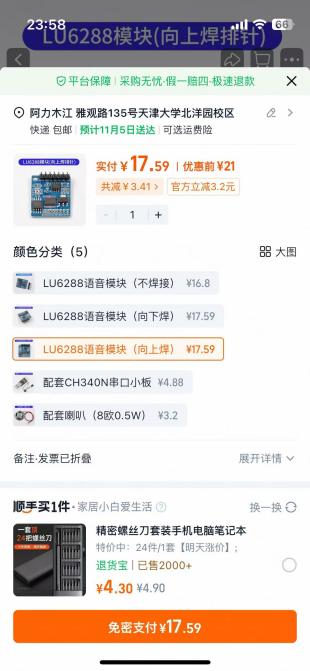 23:58
66
LU6288模块(向上焊排针)
平台保障 | 采购无忧·假一赔四·极速退款
阿力木江 雅观路135号天津大学北洋园校区
快递 包邮 | 预计11月5日送达 | 可选运费险
LU6288模块(向上焊排针)
实付 ¥17.59 | 优惠前¥21
共减 ¥3.41 >
官方立减3.2元
- 1 +
颜色分类（5）
大图
LU6288语音模块（不焊接） ¥16.8
LU6288语音模块（向下焊） ¥17.59
LU6288语音模块（向上焊） ¥17.59
配套CH340N串口小板 ¥4.88
配套喇叭（8欧0.5W） ¥3.2
备注·发票已折叠
展开详情
顺手买1件·家居小白爱生活
换一换
一套顶
24把螺丝刀
精密螺丝刀套装手机电脑笔记本
特价中：24件/1套【明天涨价】;
退货宝 | 已售2000+
¥4.30 ¥4.90
免密支付¥17.59